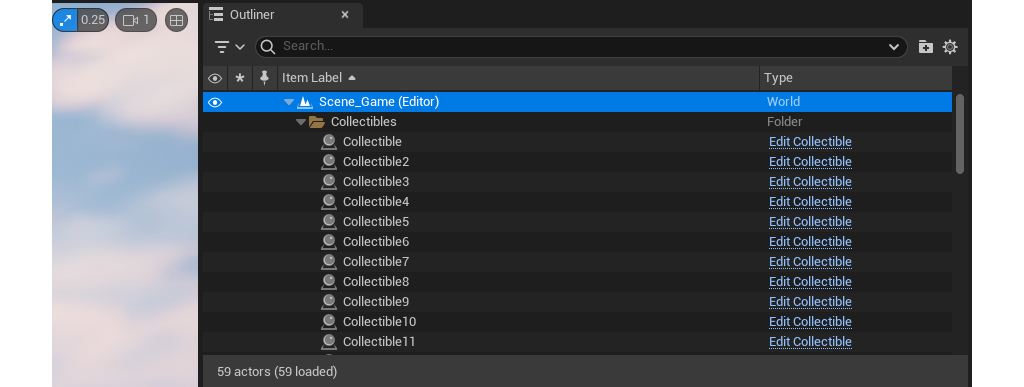 0.25 1
Outliner
Search...
Item Label Type
Scene_Game (Editor) World
Collectibles Folder
Collectible Edit Collectible
Collectible2 Edit Collectible
Collectible3 Edit Collectible
Collectible4 Edit Collectible
Collectible5 Edit Collectible
Collectible6 Edit Collectible
Collectible7 Edit Collectible
Collectible8 Edit Collectible
Collectible9 Edit Collectible
Collectible10 Edit Collectible
Collectible11 Edit Collectible
59 actors (59 loaded)